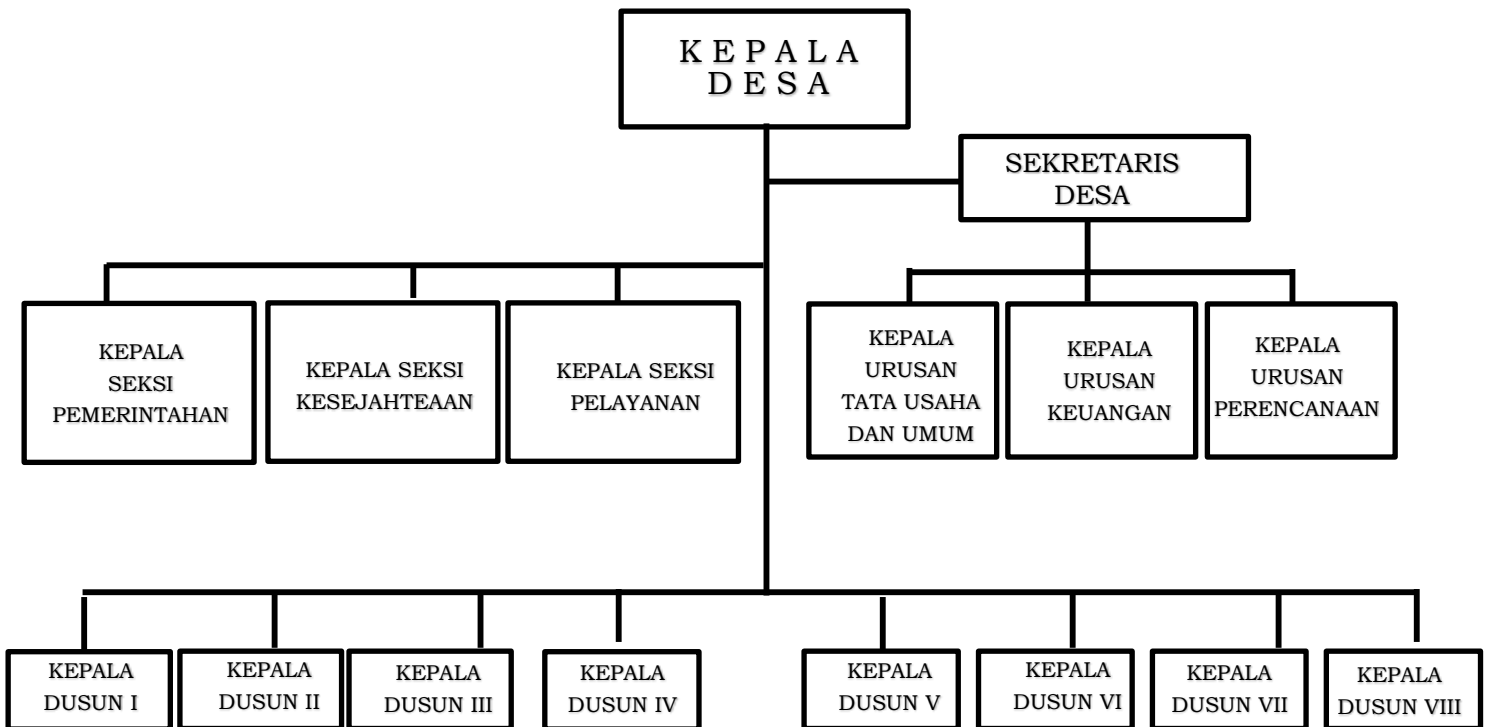 K E P A L A
D E S A
SEKRETARIS
DESA
KEPALA
SEKSI
PEMERINTAHAN
KEPALA SEKSI
KESEJAHTEAAN
KEPALA SEKSI
PELAYANAN
KEPALA
URUSAN
TATA USAHA
DAN UMUM
KEPALA
URUSAN
KEUANGAN
KEPALA
URUSAN
PERENCANAAN
KEPALA
DUSUN I
KEPALA
DUSUN II
KEPALA
DUSUN III
KEPALA
DUSUN IV
KEPALA
DUSUN V
KEPALA
DUSUN VI
KEPALA
DUSUN VII
KEPALA
DUSUN VIII